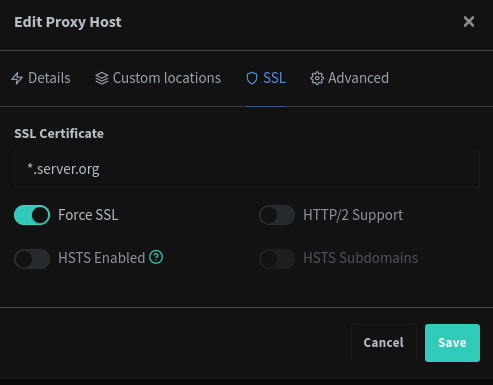 Edit Proxy Host
Details Custom locations SSL Advanced
SSL Certificate
*.server.org
Force SSL HTTP/2 Support
HSTS Enabled HSTS Subdomains
Cancel Save